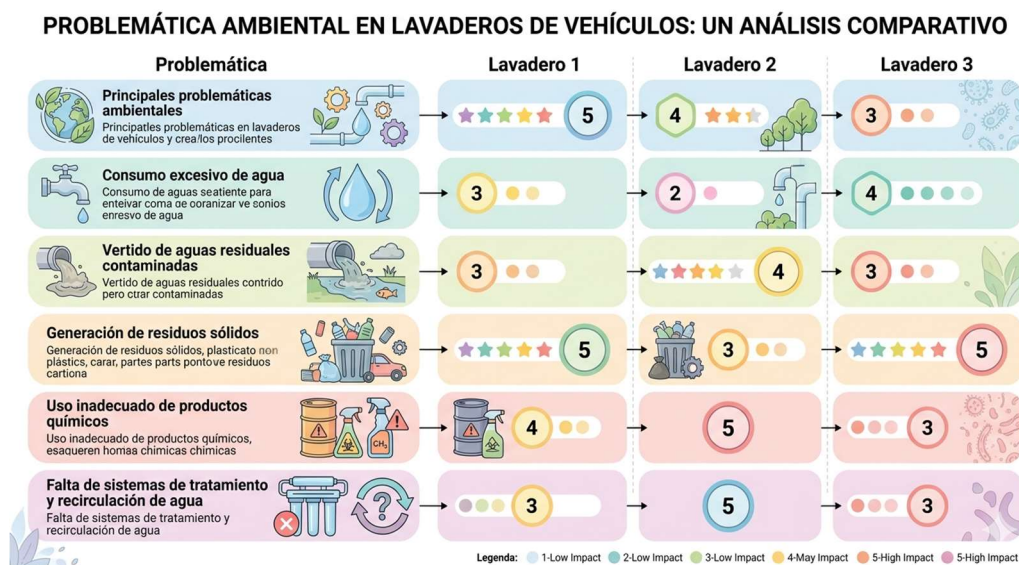 PROBLEMÁTICA AMBIENTAL EN LAVADEROS DE VEHÍCULOS: UN ANÁLISIS COMPARATIVO
Problemática
Lavadero 1
Lavadero 2
Lavadero 3
Principales problemáticas
ambientales
Principales problemáticas en lavaderos
de vehículos y crea/los procilentes
5
4
3
Consumo excesivo de agua
Consumo de aguas seatiente para
enteivar coma ɑe ooranizar ve sonios
enresvo de agua
3
2
4
Vertido de aguas residuales
contaminadas
Vertido de aguas residuales contrido
pero ctrar contaminadas
3
4
3
Generación de residuos sólidos
Generación de residuos sólidos, plasticato non
plástics, carar, partes parts pontove residuos
cartiona
5
3
5
Uso inadecuado de productos
químicos
Uso inadecuado de productos químicos,
esaqueren homas chimicas chimicas
CH₃
4
5
3
Falta de sistemas de tratamiento
y recirculación de agua
Falta de sistemas de tratamiento y
recirculación de agua
?
3
5
3
Legenda: 1-Low Impact 2-Low Impact 3-Low Impact 4-May Impact 5-High Impact 5-High Impact